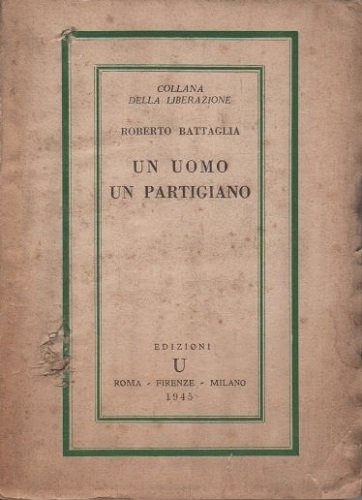 COLLANA
DELLA LIBERAZIONE
ROBERTO BATTAGLIA
UN UOMO
UN PARTIGIANO
EDIZIONI
U
ROMA - FIRENZE - MILANO
1945